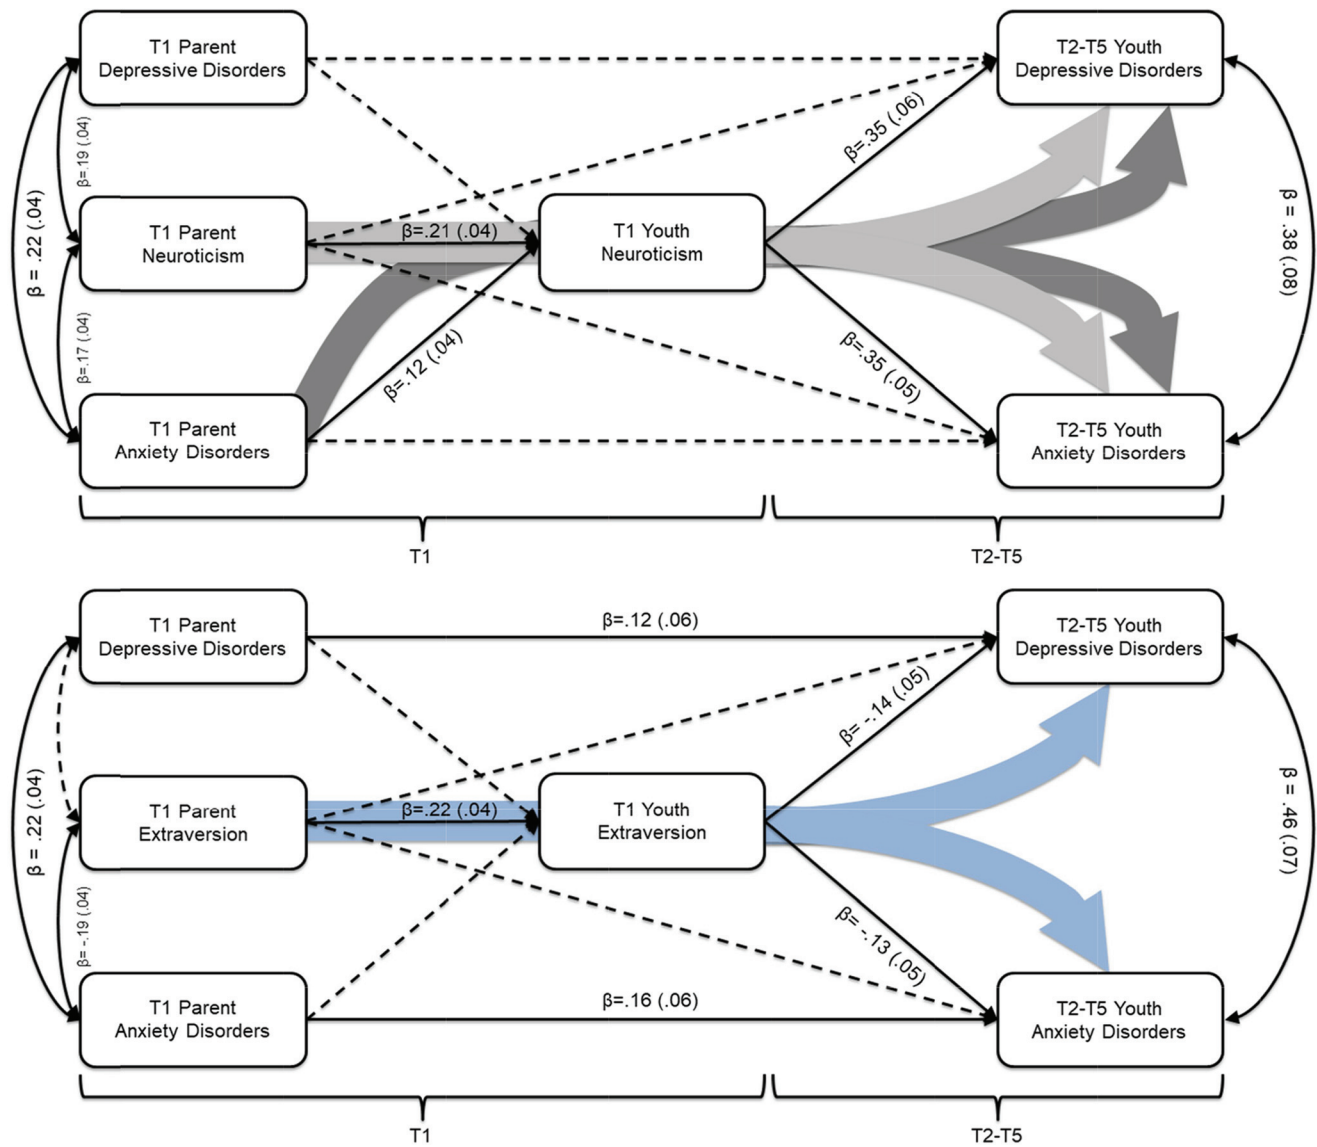 T1 Parent
Depressive Disorders
T2-T5 Youth
Depressive Disorders
β=.19 (.04)
β=.35 (.06)
β = .22 (.04)
T1 Parent
Neuroticism
β=.21 (.04)
T1 Youth
Neuroticism
β = .38 (.08)
β=.17 (.04)
β=.12 (.04)
β=.35 (.05)
T1 Parent
Anxiety Disorders
T2-T5 Youth
Anxiety Disorders
T1
T2-T5
T1 Parent
Depressive Disorders
β=.12 (.06)
T2-T5 Youth
Depressive Disorders
β= -.14 (.05)
β = .22 (.04)
T1 Parent
Extraversion
β=.22 (.04)
T1 Youth
Extraversion
β = .46 (.07)
β= -.19 (.04)
β= -.13 (.05)
T1 Parent
Anxiety Disorders
β=.16 (.06)
T2-T5 Youth
Anxiety Disorders
T1
T2-T5